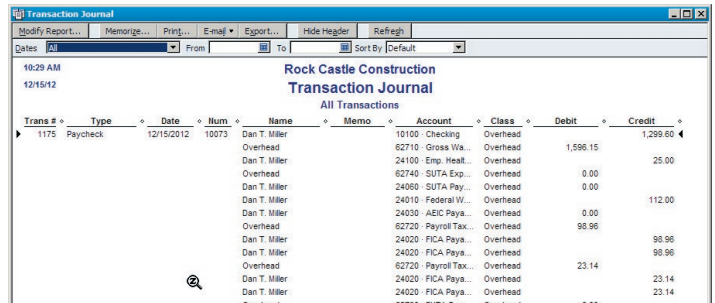 Transaction Journal
Modify Report... Memorize... Print... E-mail Export... Hide Header Refresh
Dates All From To Sort By Default
10:29 AM Rock Castle Construction
12/15/12 Transaction Journal
All Transactions
Trans # Type Date Num Name Memo Account Class Debit Credit
1175 Paycheck 12/15/2012 10073 Dan T. Miller 10100 · Checking Overhead 1,299.60
Overhead 62710 · Gross Wa... Overhead 1,596.15
Dan T. Miller 24100 · Emp. Healt... Overhead 25.00
Overhead 62740 · SUTA Exp... Overhead 0.00
Dan T. Miller 24060 · SUTA Pay... Overhead 0.00
Dan T. Miller 24010 · Federal W... Overhead 112.00
Dan T. Miller 24030 · AEIC Paya... Overhead 0.00
Overhead 62720 · Payroll Tax... Overhead 98.96
Dan T. Miller 24020 · FICA Paya... Overhead 98.96
Dan T. Miller 24020 · FICA Paya... Overhead 98.96
Overhead 62720 · Payroll Tax... Overhead 23.14
Dan T. Miller 24020 · FICA Paya... Overhead 23.14
Dan T. Miller 24020 · FICA Paya... Overhead 23.14